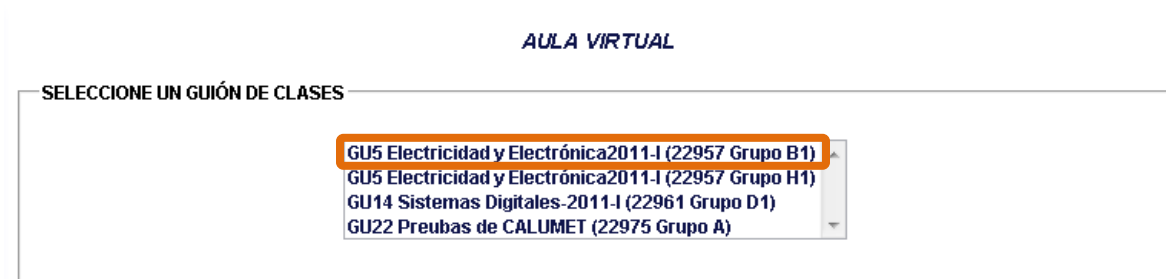 AULA VIRTUAL
SELECCIONE UN GUIÓN DE CLASES
GU5 Electricidad y Electrónica2011-I (22957 Grupo B1)
GU5 Electricidad y Electrónica2011-I (22957 Grupo H1)
GU14 Sistemas Digitales-2011-I (22961 Grupo D1)
GU22 Preubas de CALUMET (22975 Grupo A)